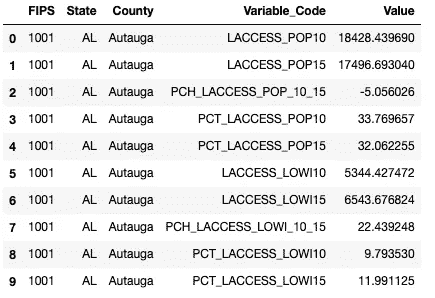 FIPS State County Variable_Code Value
0 1001 AL Autauga LACCESS_POP10 18428.439690
1 1001 AL Autauga LACCESS_POP15 17496.693040
2 1001 AL Autauga PCH_LACCESS_POP_10_15 -5.056026
3 1001 AL Autauga PCT_LACCESS_POP10 33.769657
4 1001 AL Autauga PCT_LACCESS_POP15 32.062255
5 1001 AL Autauga LACCESS_LOWI10 5344.427472
6 1001 AL Autauga LACCESS_LOWI15 6543.676824
7 1001 AL Autauga PCH_LACCESS_LOWI_10_15 22.439248
8 1001 AL Autauga PCT_LACCESS_LOWI10 9.793530
9 1001 AL Autauga PCT_LACCESS_LOWI15 11.991125